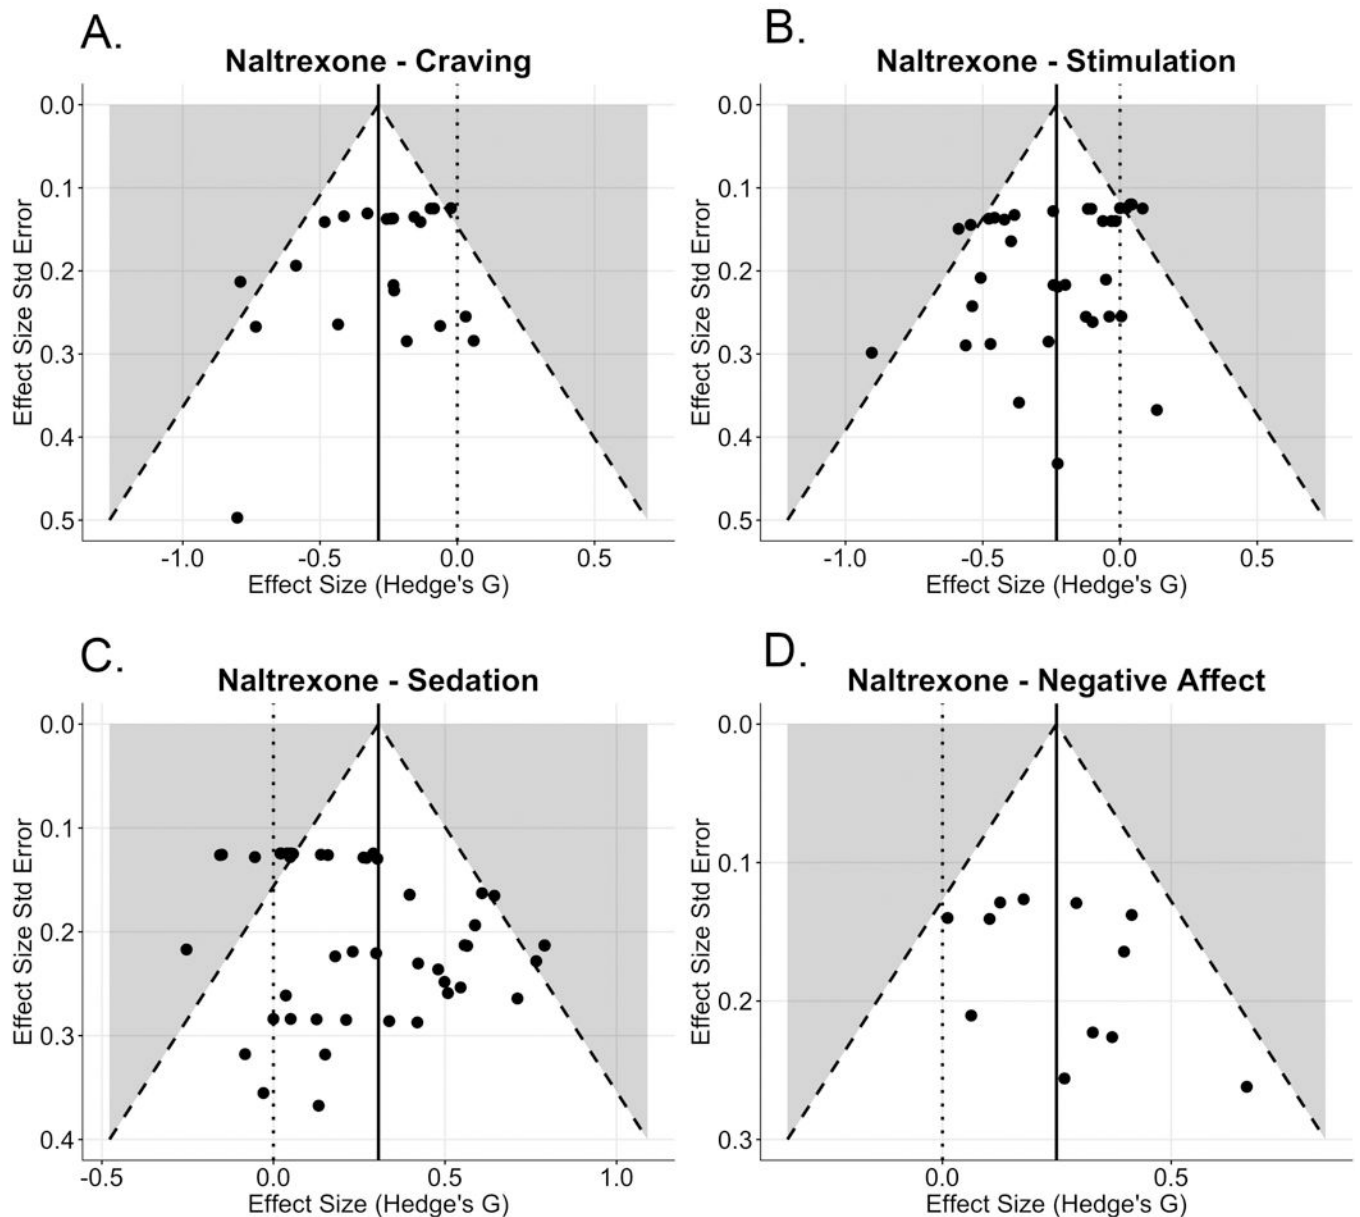 A.
Naltrexone - Craving
0.0
0.1
0.2
0.3
0.4
0.5
Effect Size Std Error
-1.0 -0.5 0.0 0.5
Effect Size (Hedge's G)
B.
Naltrexone - Stimulation
0.0
0.1
0.2
0.3
0.4
0.5
Effect Size Std Error
-1.0 -0.5 0.0 0.5
Effect Size (Hedge's G)
C.
Naltrexone - Sedation
0.0
0.1
0.2
0.3
0.4
Effect Size Std Error
-0.5 0.0 0.5 1.0
Effect Size (Hedge's G)
D.
Naltrexone - Negative Affect
0.0
0.1
0.2
0.3
Effect Size Std Error
0.0 0.5
Effect Size (Hedge's G)